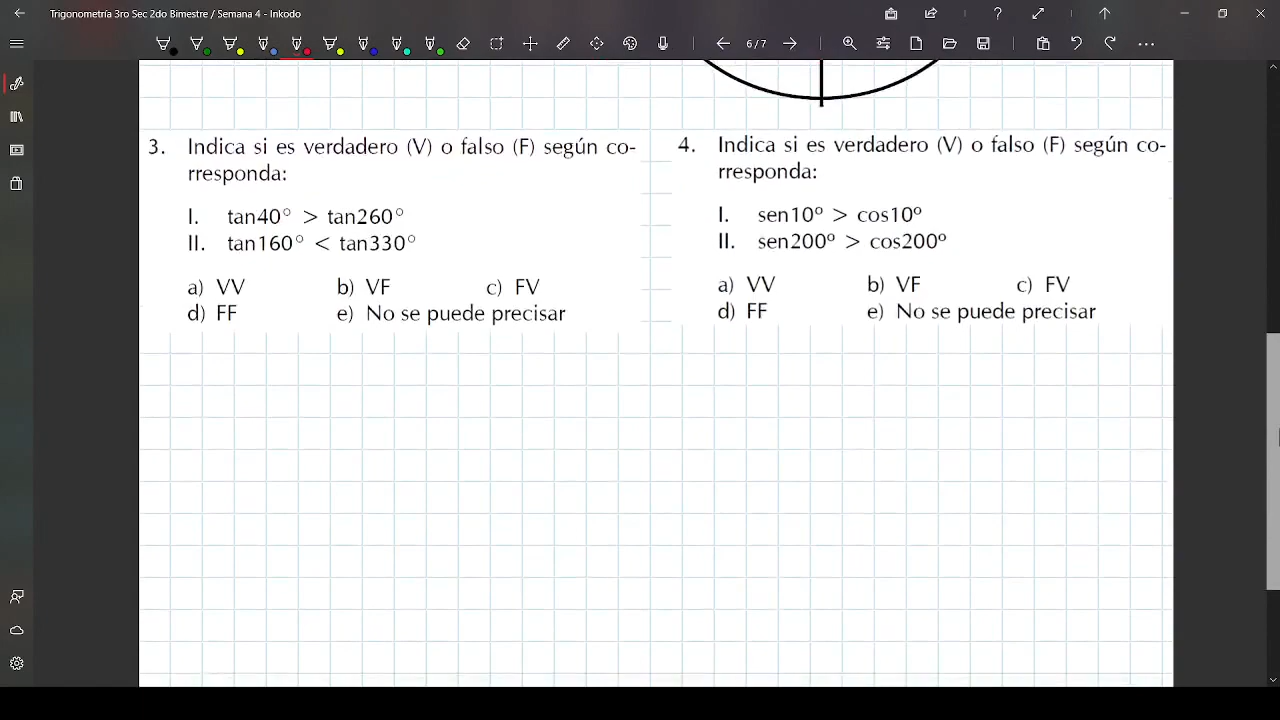 Trigonometría 3ro Sec 2do Bimestre / Semana 4 - Inkodo
6/7
3. Indica si es verdadero (V) o falso (F) según co-
rresponda:
I. tan40° > tan260°
II. tan160° < tan330°
a) VV b) VF c) FV
d) FF e) No se puede precisar
4. Indica si es verdadero (V) o falso (F) según co-
rresponda:
I. sen10º > cos10º
II. sen200º > cos200º
a) VV b) VF c) FV
d) FF e) No se puede precisar